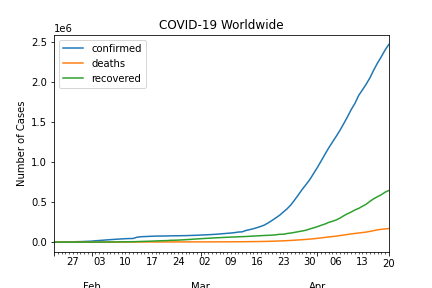 COVID-19 Worldwide
1e6
2.5
2.0
1.5
1.0
0.5
0.0
Number of Cases
confirmed
deaths
recovered
27 03 10 17 24 02 09 16 23 30 06 13 20
Feb Mar Apr